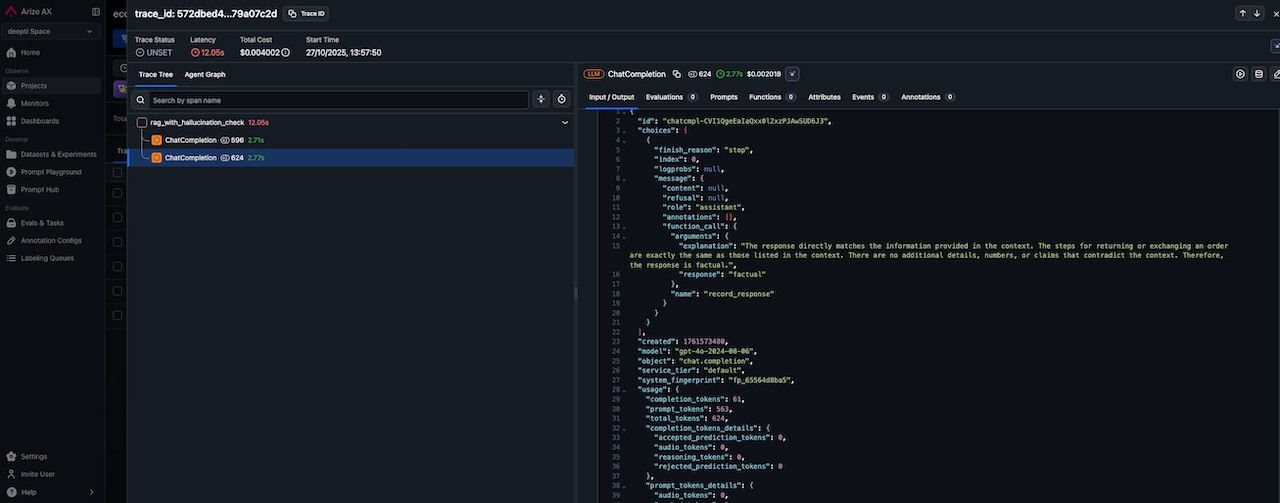 Arize AX
deepti Space
Home
Observe
Projects
Monitors
Dashboards
Develop
Datasets & Experiments
Prompt Playground
Prompt Hub
Evaluate
Evals & Tasks
Annotation Configs
Labeling Queues
Settings
Invite User
Help
trace_id: 572dbed4...79a07c2d
Trace ID
Trace Status Latency Total Cost Start Time
UNSET 12.05s $0.004002 27/10/2025, 13:57:50
Trace Tree Agent Graph
Search by span name
rag_with_hallucination_check 12.05s
ChatCompletion 596 2.71s
ChatCompletion 624 2.77s
LLM ChatCompletion 624 2.77s $0.002018
Input / Output Evaluations 0 Prompts Functions 0 Attributes Events 0 Annotations 0
1 {
2 "id": "chatcmpl-CVI1QgeEaIaQxx0l2xzPJAwSUD6J3",
3 "choices": [
4 {
5 "finish_reason": "stop",
6 "index": 0,
7 "logprobs": null,
8 "message": {
9 "content": null,
10 "refusal": null,
11 "role": "assistant",
12 "annotations": [],
13 "function_call": {
14 "arguments": {
15 "explanation": "The response directly matches the information provided in the context. The steps for returning or exchanging an order
are exactly the same as those listed in the context. There are no additional details, numbers, or claims that contradict the context. Therefore,
the response is factual.",
16 "response": "factual"
17 },
18 "name": "record_response"
19 }
20 }
21 }
22 ],
23 "created": 1761573480,
24 "model": "gpt-4o-2024-08-06",
25 "object": "chat.completion",
26 "service_tier": "default",
27 "system_fingerprint": "fp_65564d8ba5",
28 "usage": {
29 "completion_tokens": 61,
30 "prompt_tokens": 563,
31 "total_tokens": 624,
32 "completion_tokens_details": {
33 "accepted_prediction_tokens": 0,
34 "audio_tokens": 0,
35 "reasoning_tokens": 0,
36 "rejected_prediction_tokens": 0
37 },
38 "prompt_tokens_details": {
39 "audio_tokens": 0,